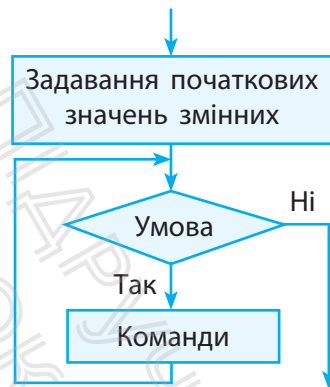 Задавання початкових
значень змінних
Умова
Ні
Так
Команди